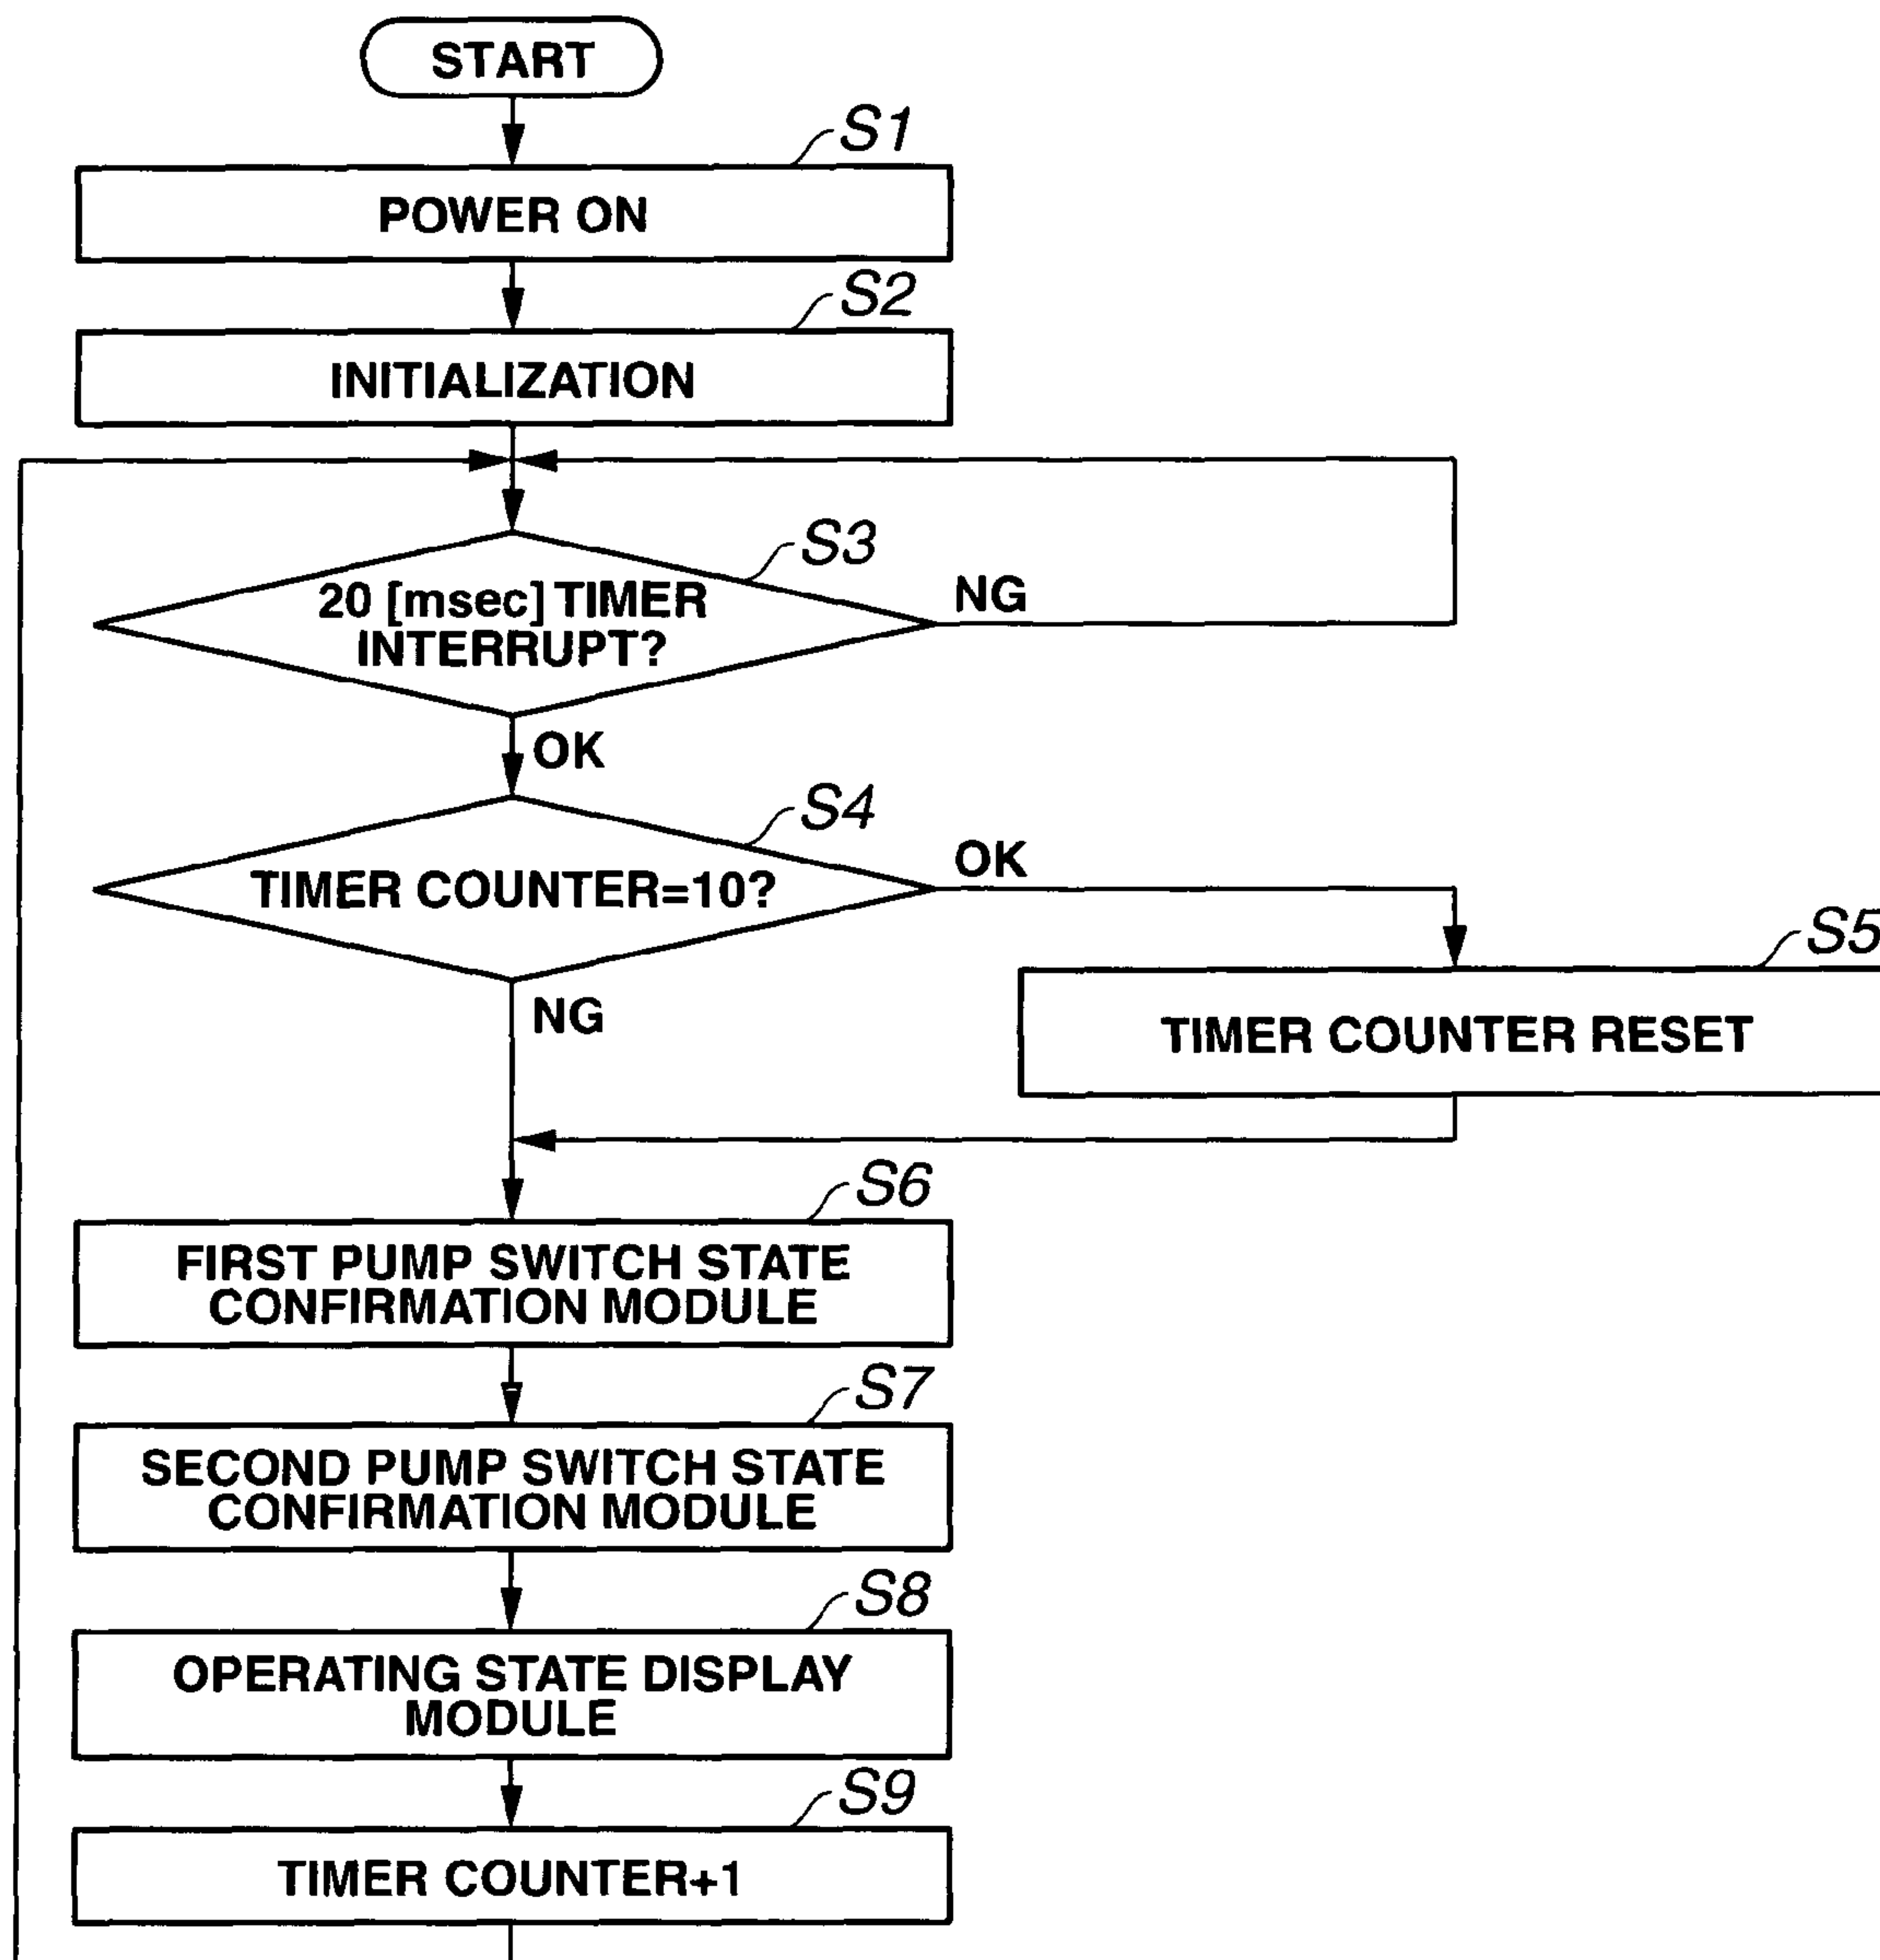 START
S1
POWER ON
S2
INITIALIZATION
S3
20 [msec] TIMER
INTERRUPT?
NG
OK
S4
TIMER COUNTER=10?
OK
NG
S5
TIMER COUNTER RESET
S6
FIRST PUMP SWITCH STATE
CONFIRMATION MODULE
S7
SECOND PUMP SWITCH STATE
CONFIRMATION MODULE
S8
OPERATING STATE DISPLAY
MODULE
S9
TIMER COUNTER+1